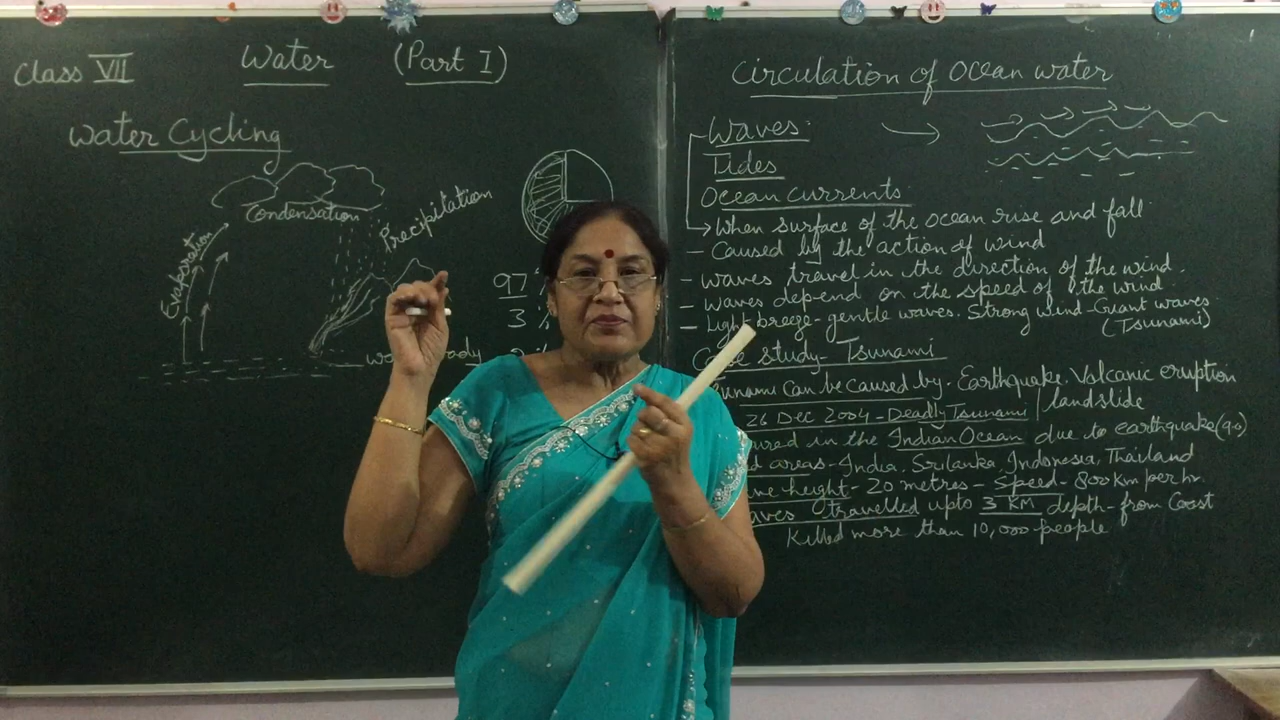 Class VII
Water (Part I)
Water Cycling
Condensation
Precipitation
Evaporation
97
3 %
Circulation of Ocean water
Waves:
Tides
Ocean currents
When surface of the ocean rise and fall
- Caused by the action of wind
- waves travel in the direction of the wind.
- waves depend on the speed of the wind.
- Light breeze - gentle waves. Strong wind - Giant waves.
(Tsunami)
Case study - Tsunami
Tsunami can be caused by - Earthquake, Volcanic eruption
landslide
26 Dec 2004 - Deadly Tsunami
in the Indian Ocean due to earthquake (9.0)
areas - India, Srilanka, Indonesia, Thailand
height - 20 metres - Speed - 800 km per hr.
travelled upto 3 KM depth - from Coast
Killed more than 10,000 people